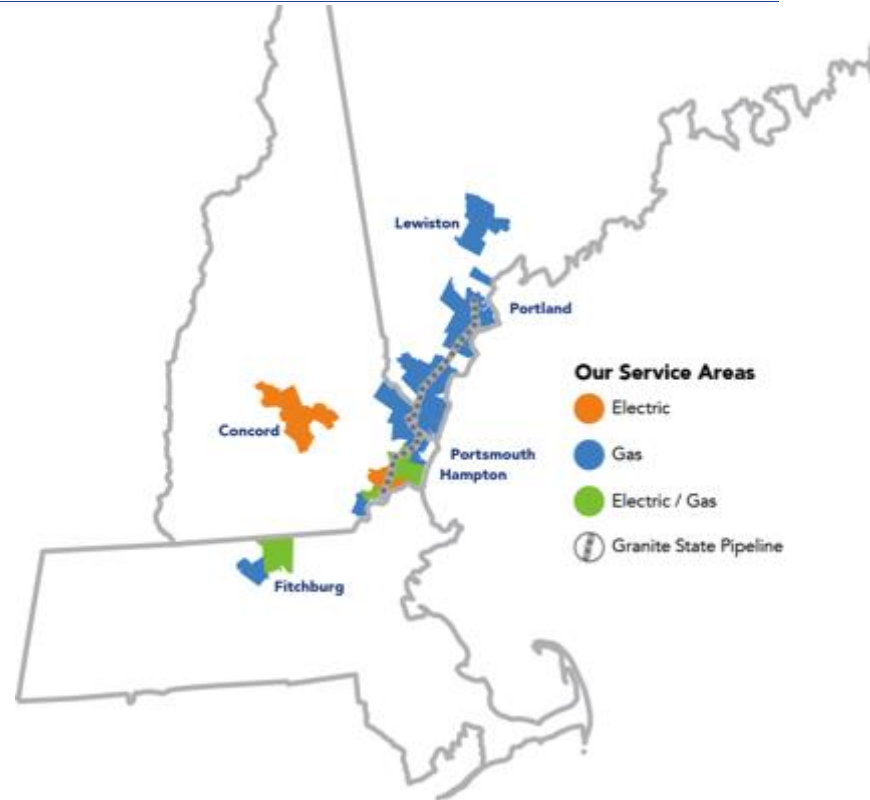 Lewiston
Portland
Our Service Areas
Electric
Concord
Gas
Portsmouth
Hampton
Electric / Gas
Granite State Pipeline
Fitchburg